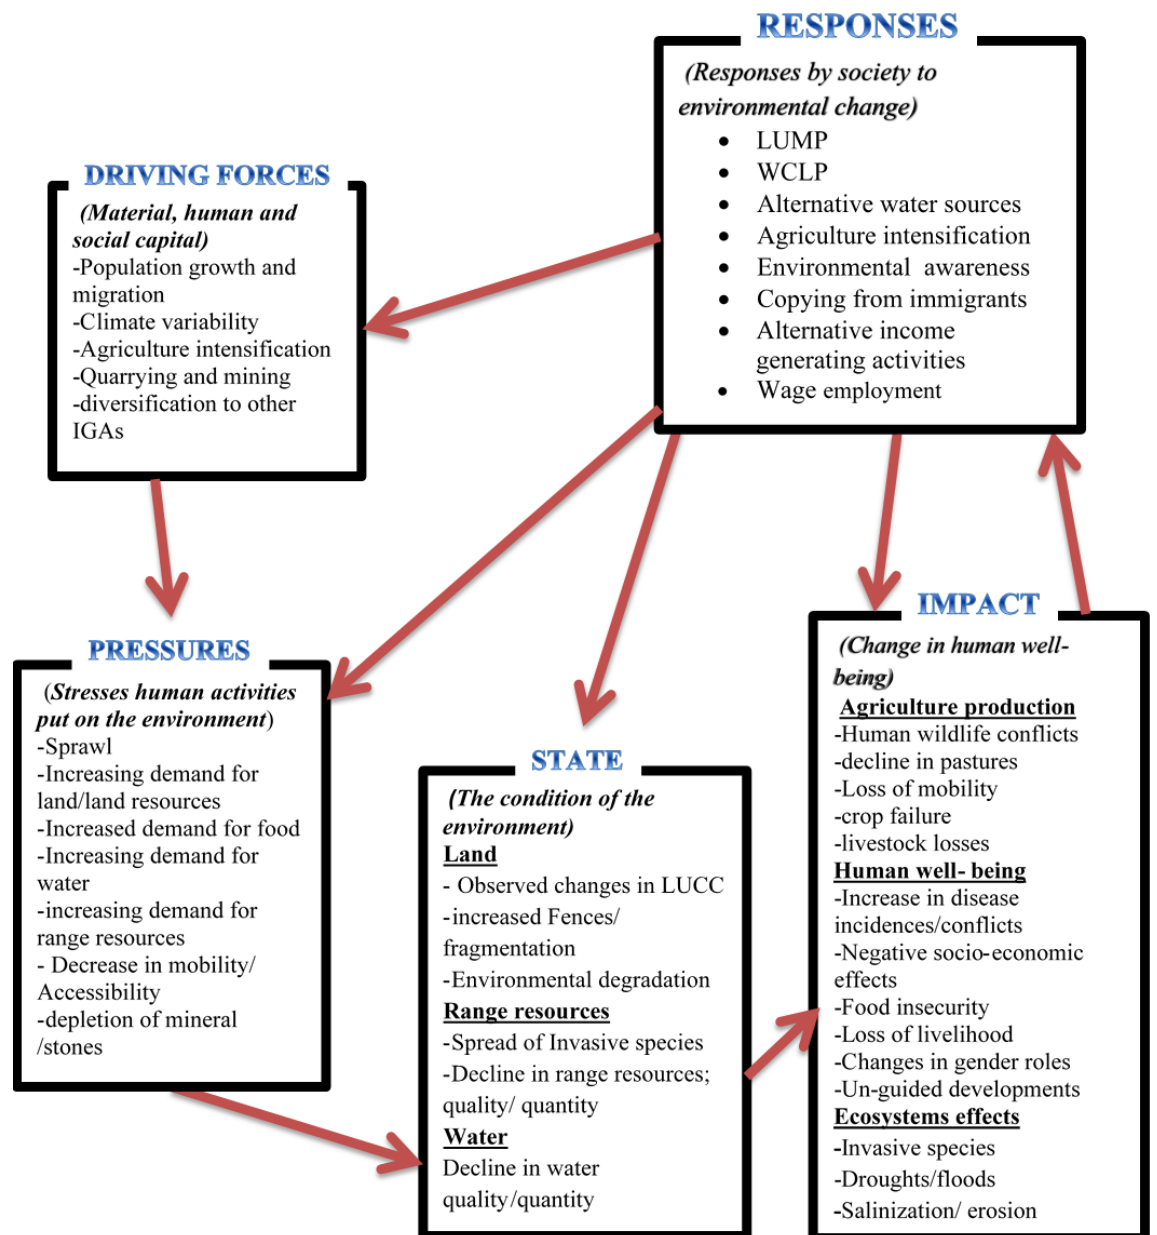 RESPONSES
(Responses by society to
environmental change)
• LUMP
• WCLP
• Alternative water sources
• Agriculture intensification
• Environmental awareness
• Copying from immigrants
• Alternative income
generating activities
• Wage employment
DRIVING FORCES
(Material, human and
social capital)
-Population growth and
migration
-Climate variability
-Agriculture intensification
-Quarrying and mining
-diversification to other
IGAs
PRESSURES
(Stresses human activities
put on the environment)
-Sprawl
-Increasing demand for
land/land resources
-Increased demand for food
-Increasing demand for
water
-increasing demand for
range resources
- Decrease in mobility/
Accessibility
-depletion of mineral
/stones
STATE
(The condition of the
environment)
Land
- Observed changes in LUCC
-increased Fences/
fragmentation
-Environmental degradation
Range resources
-Spread of Invasive species
-Decline in range resources;
quality/ quantity
Water
Decline in water
quality/quantity
IMPACT
(Change in human well-
being)
Agriculture production
-Human wildlife conflicts
-decline in pastures
-Loss of mobility
-crop failure
-livestock losses
Human well- being
-Increase in disease
incidences/conflicts
-Negative socio-economic
effects
-Food insecurity
-Loss of livelihood
-Changes in gender roles
-Un-guided developments
Ecosystems effects
-Invasive species
-Droughts/floods
-Salinization/ erosion